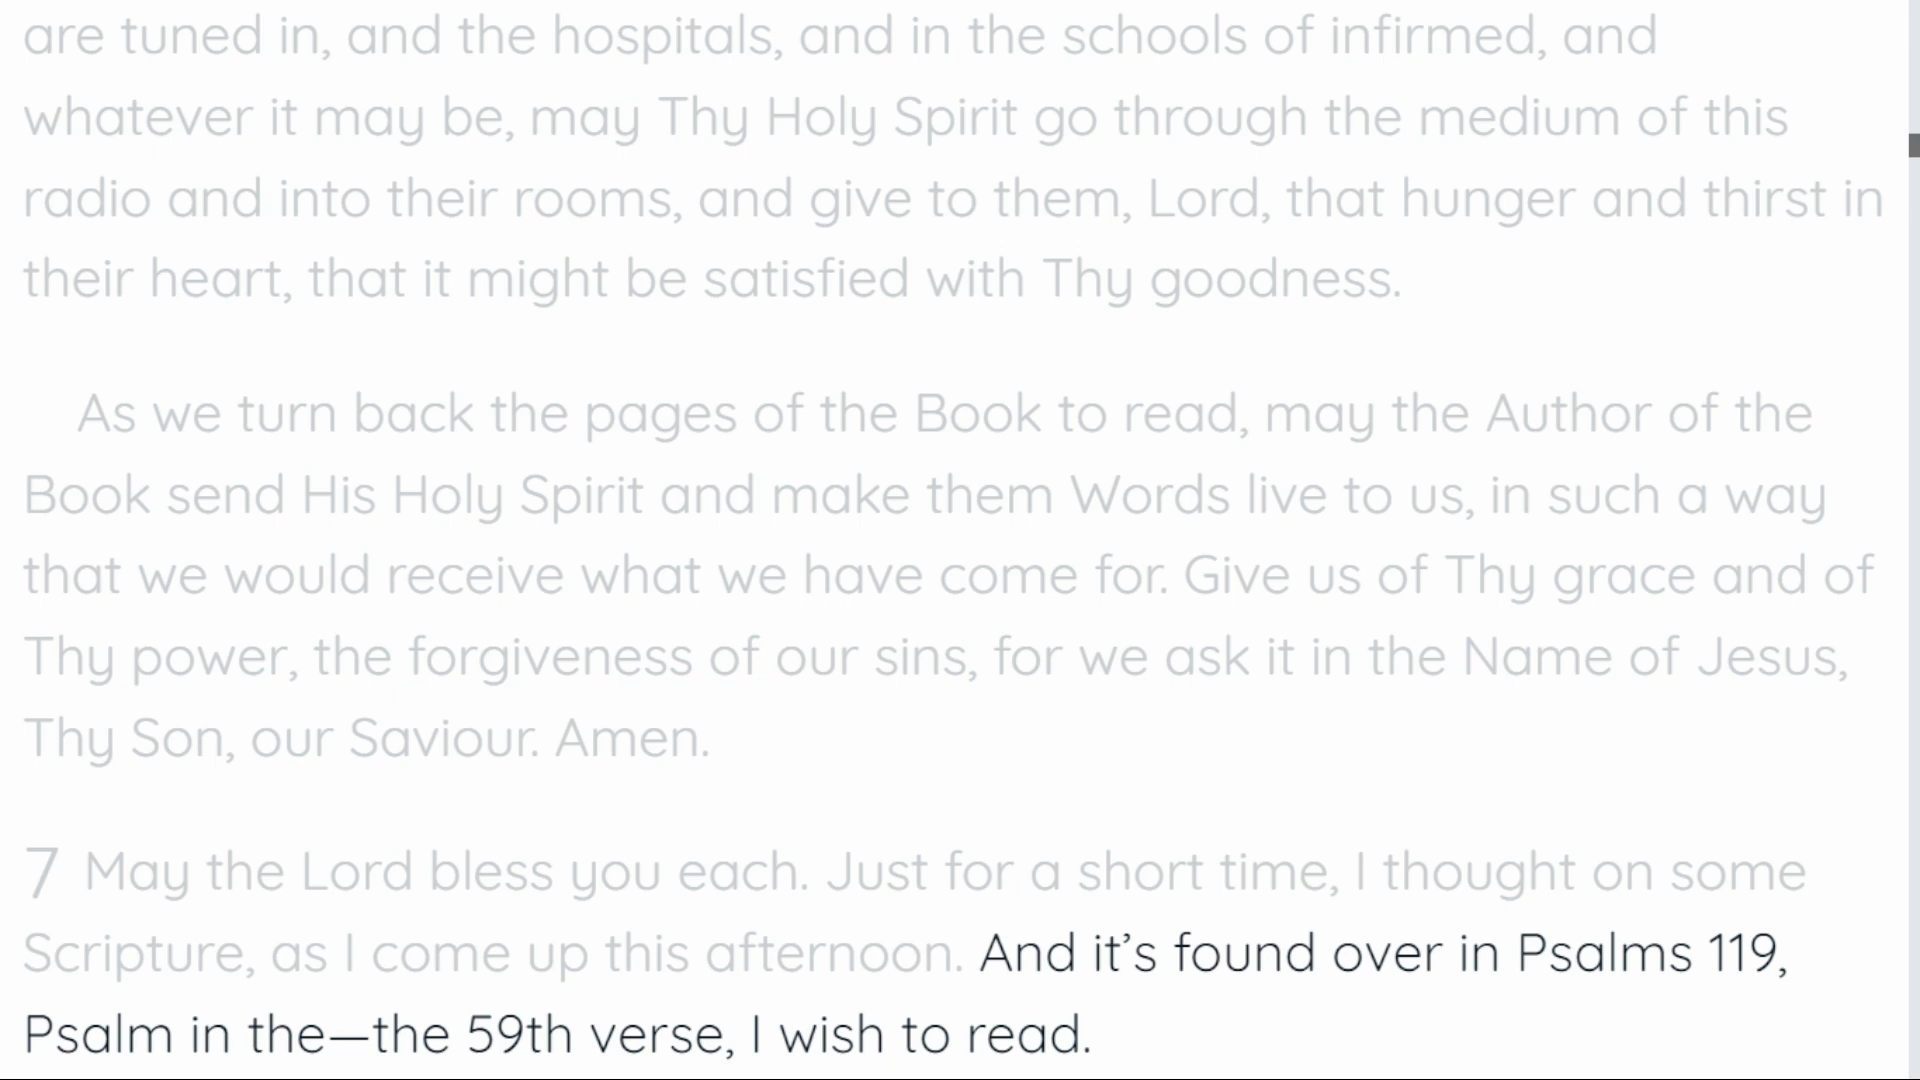 are tuned in, and the hospitals, and in the schools of infirmed, and
whatever it may be, may Thy Holy Spirit go through the medium of this
radio and into their rooms, and give to them, Lord, that hunger and thirst in
their heart, that it might be satisfied with Thy goodness.
As we turn back the pages of the Book to read, may the Author of the
Book send His Holy Spirit and make them Words live to us, in such a way
that we would receive what we have come for. Give us of Thy grace and of
Thy power, the forgiveness of our sins, for we ask it in the Name of Jesus,
Thy Son, our Saviour. Amen.
7 May the Lord bless you each. Just for a short time, I thought on some
Scripture, as I come up this afternoon. And it’s found over in Psalms 119,
Psalm in the—the 59th verse, I wish to read.